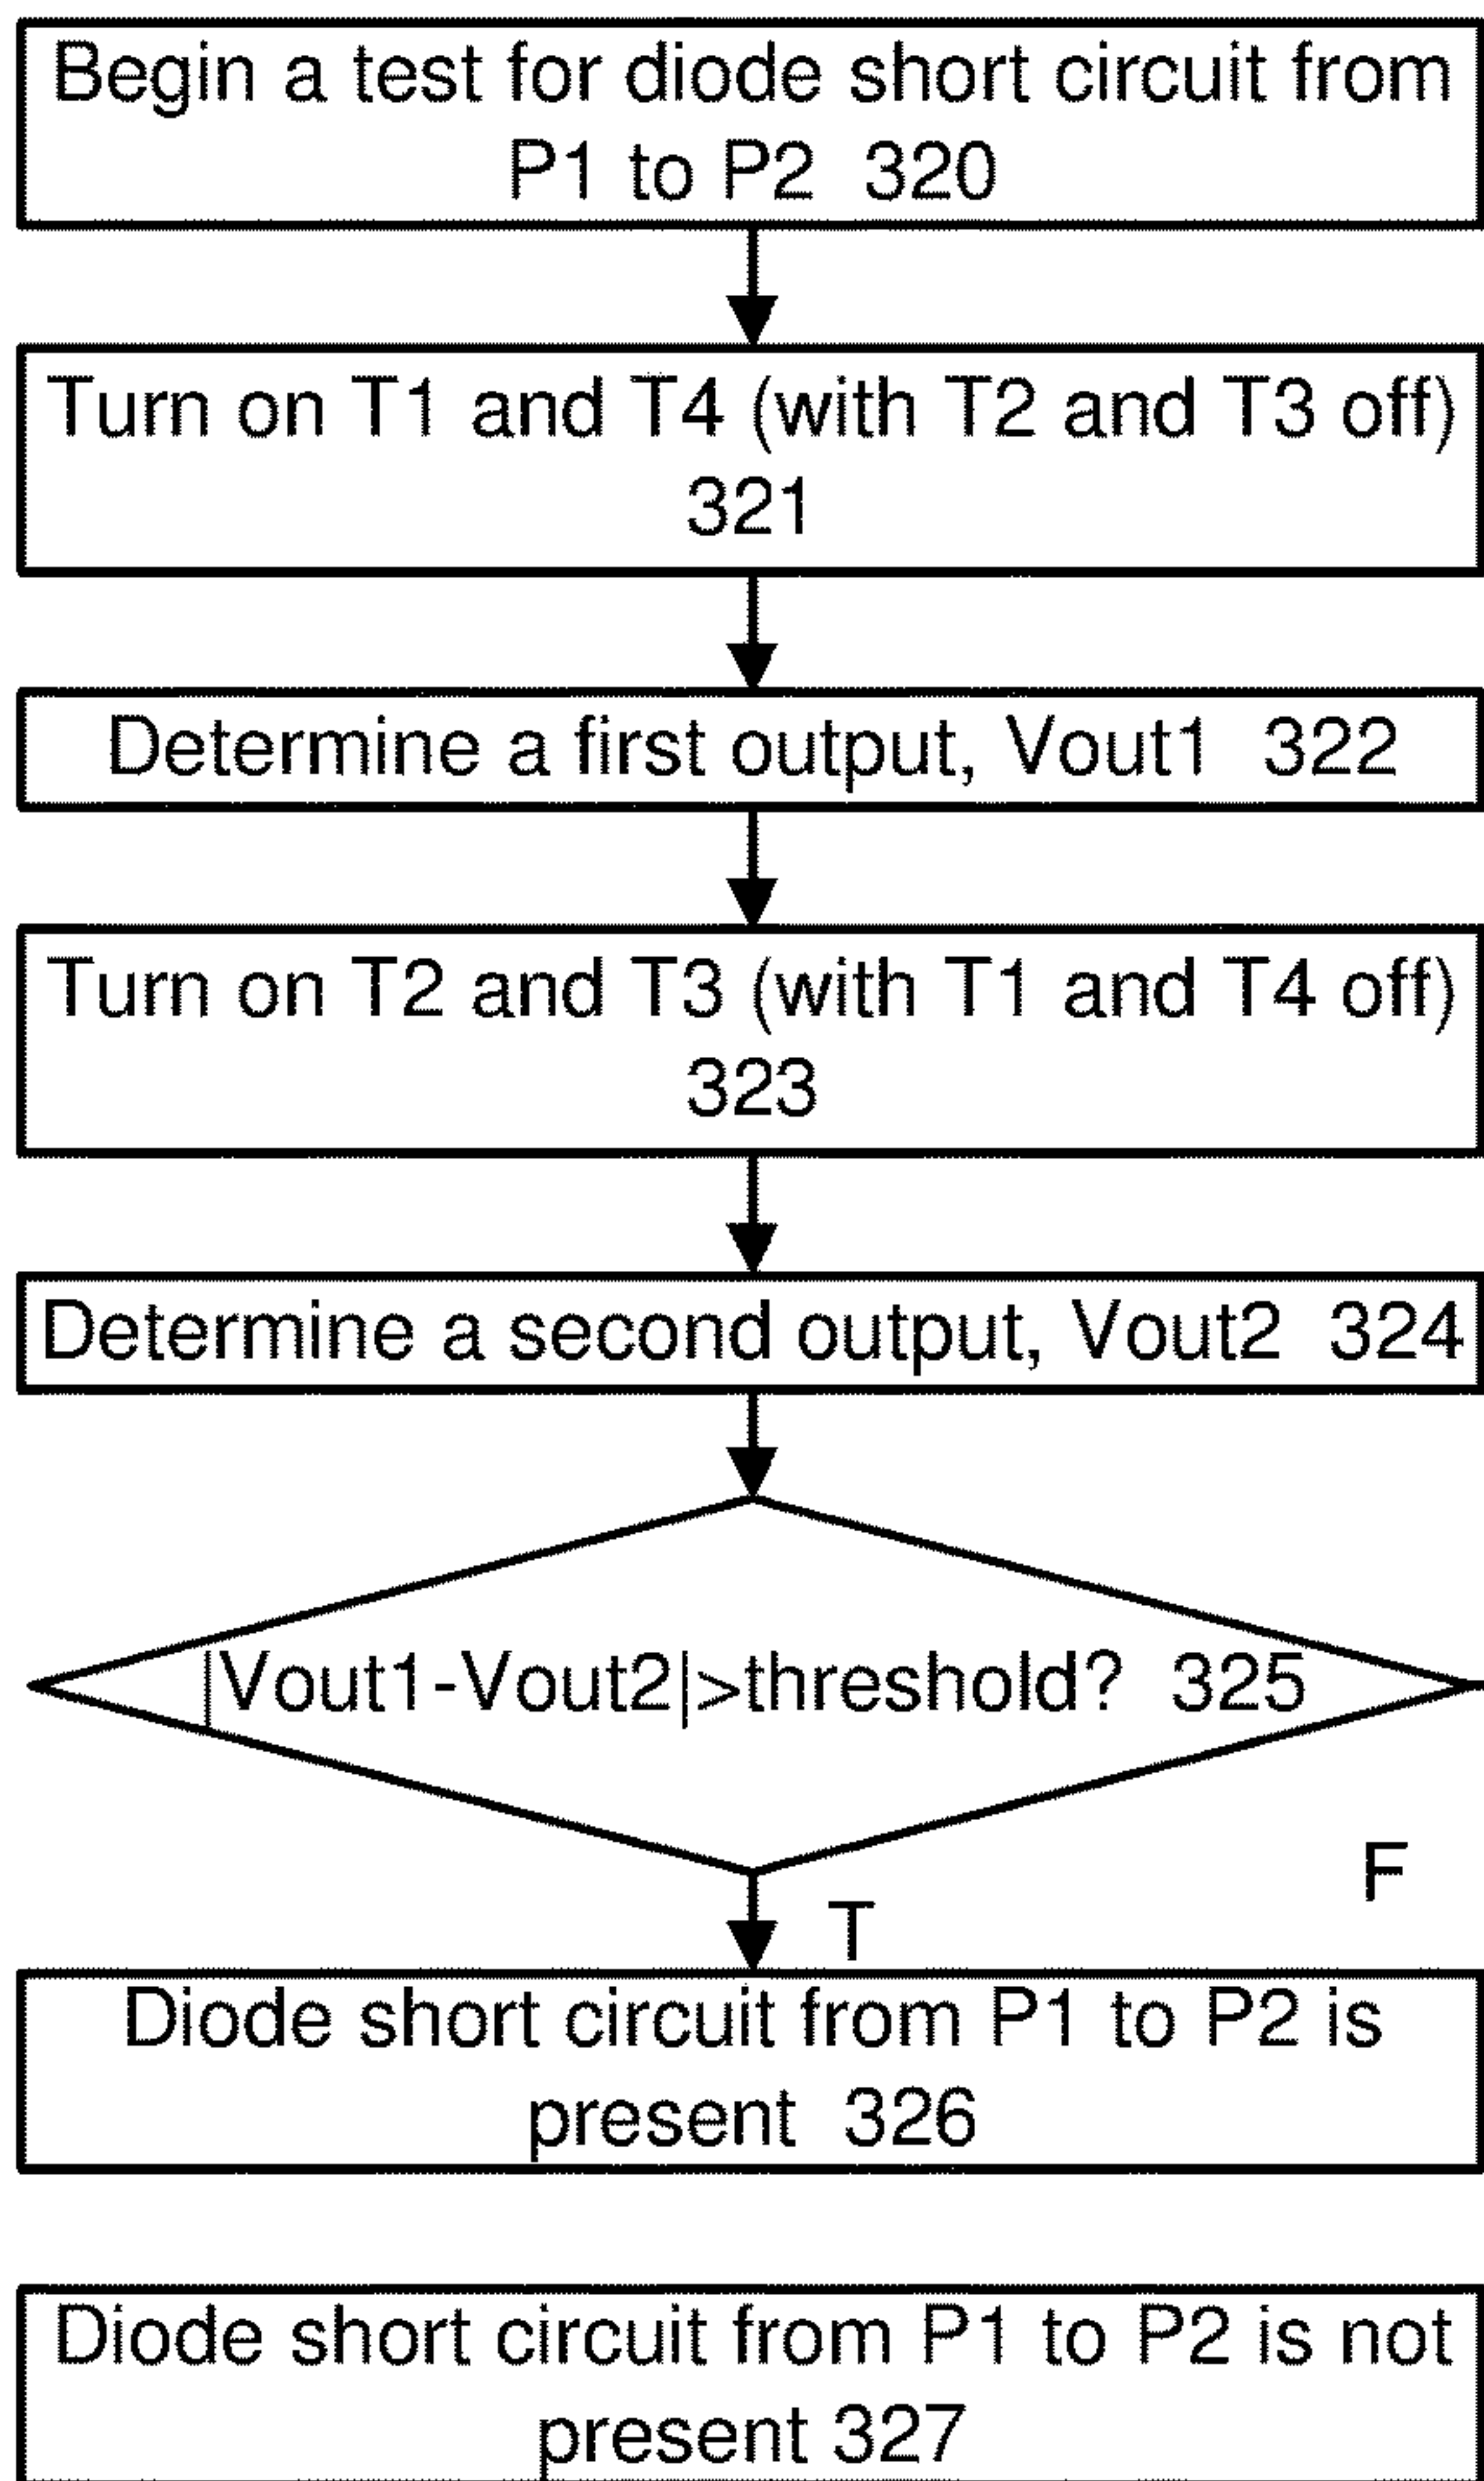 Begin a test for diode short circuit from
P1 to P2 320
Turn on T1 and T4 (with T2 and T3 off)
321
Determine a first output, Vout1 322
Turn on T2 and T3 (with T1 and T4 off)
323
Determine a second output, Vout2 324
|Vout1-Vout2|>threshold? 325
F
T
Diode short circuit from P1 to P2 is
present 326
Diode short circuit from P1 to P2 is not
present 327